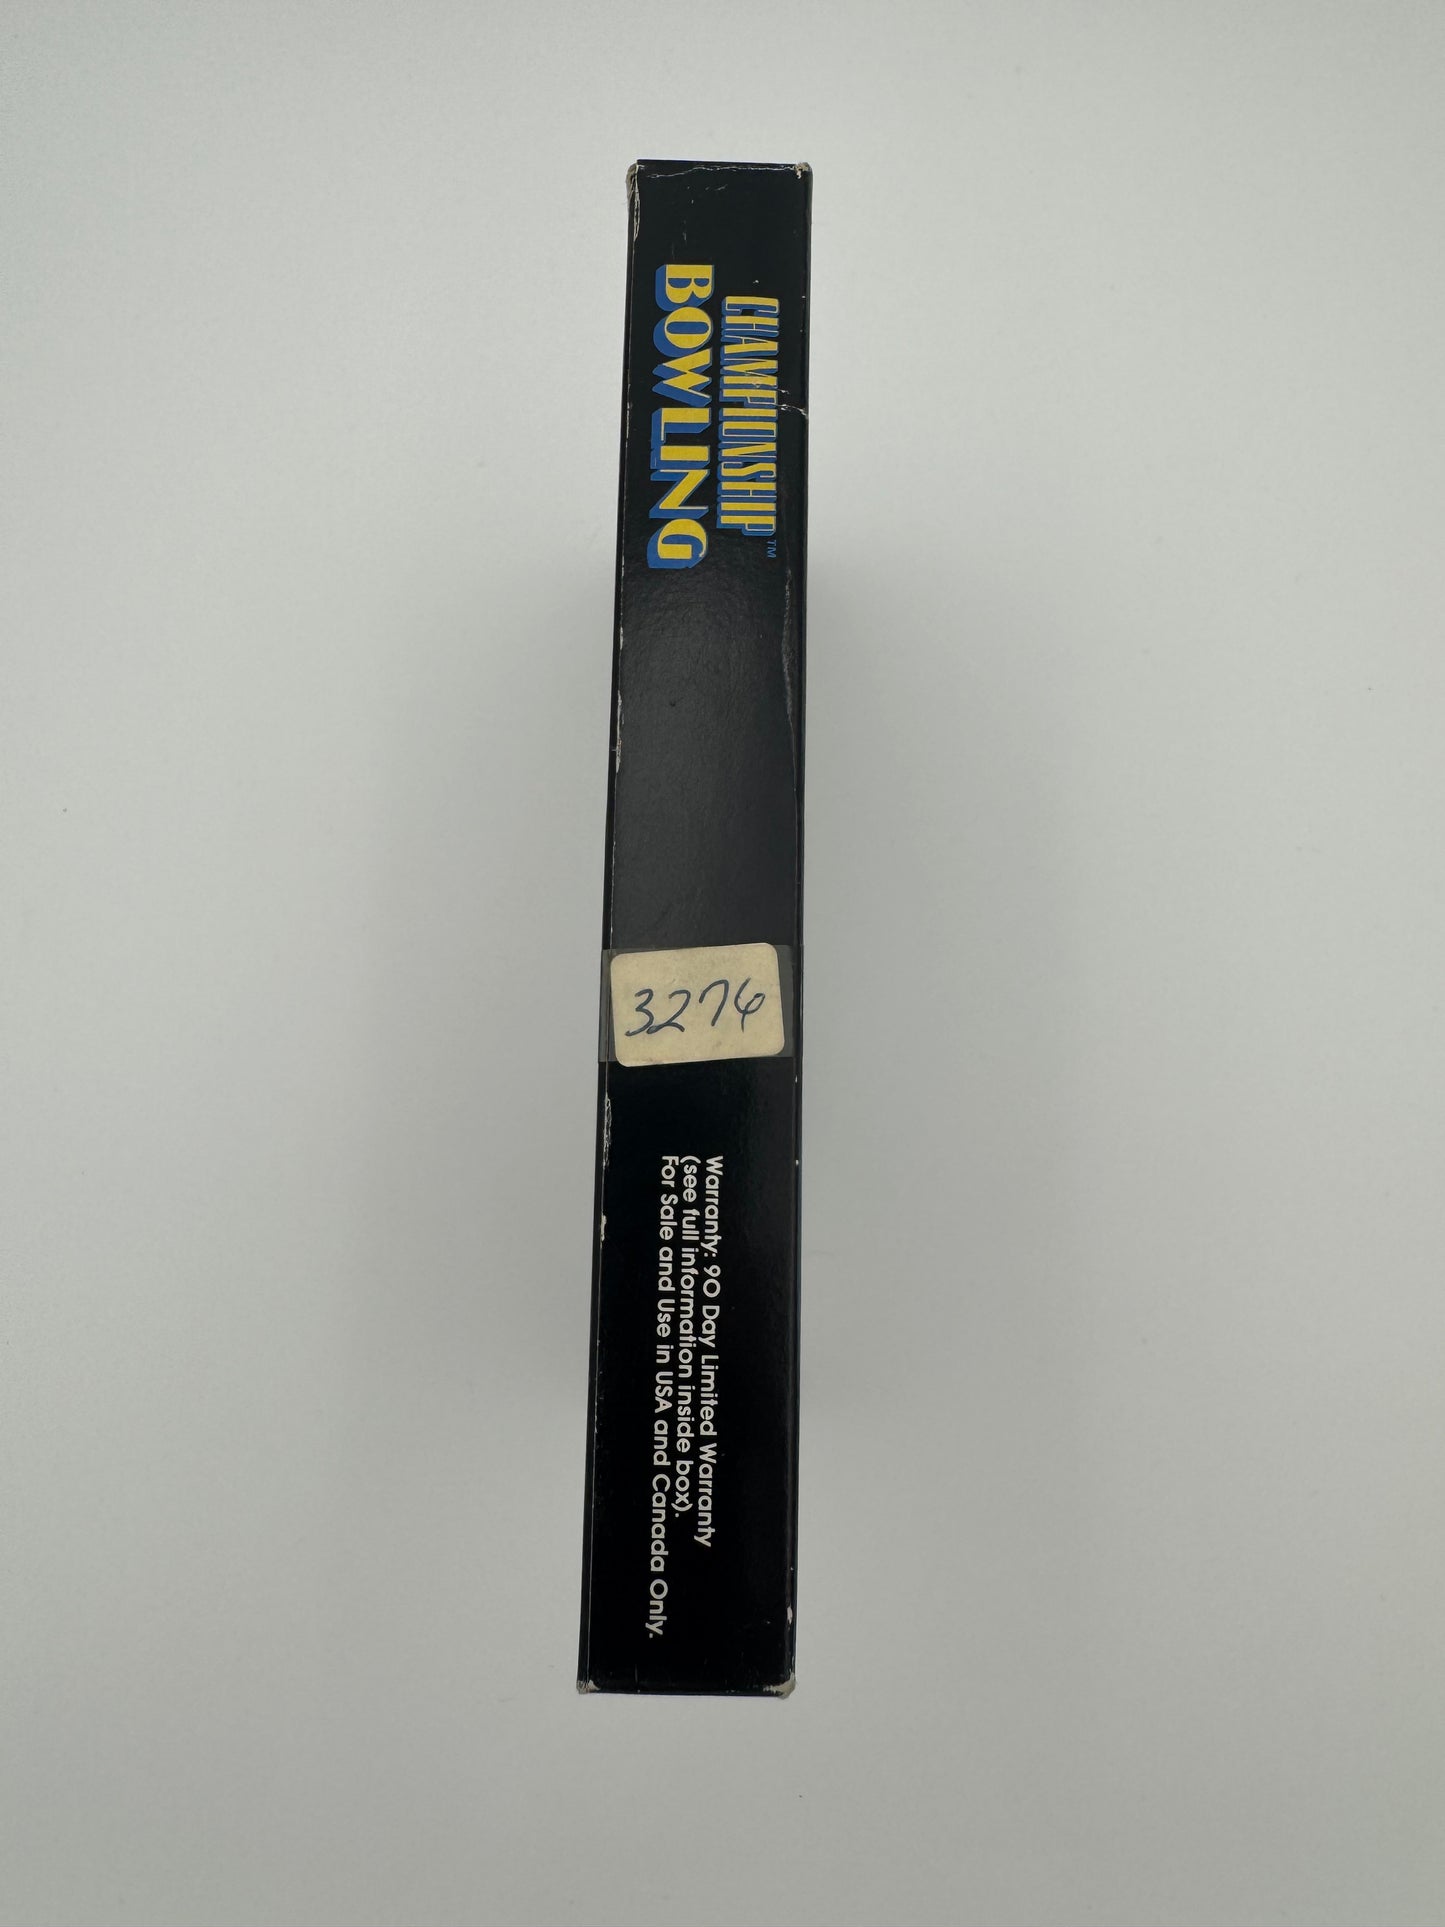 CHAMPIONSHIP™
BOWLING
3276
Warranty: 90 Day Limited Warranty
(see full information inside box).
For Sale and Use in USA and Canada Only.